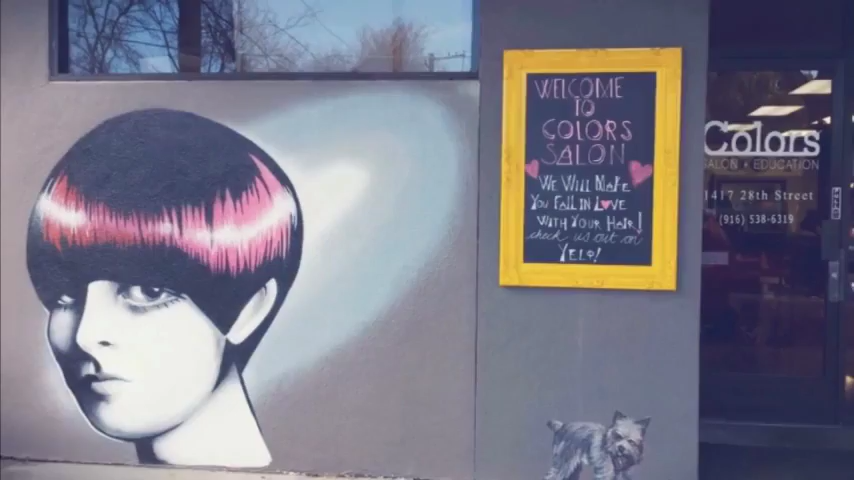 WELCOME
TO
COLORS
SALON
WE WILL MAKE
YOU FALL IN LOVE
WITH YOUR HAIR!
check us out on
YELP!
Colors
SALON + EDUCATION
1417 28th Street
(916) 538-6319
PULL